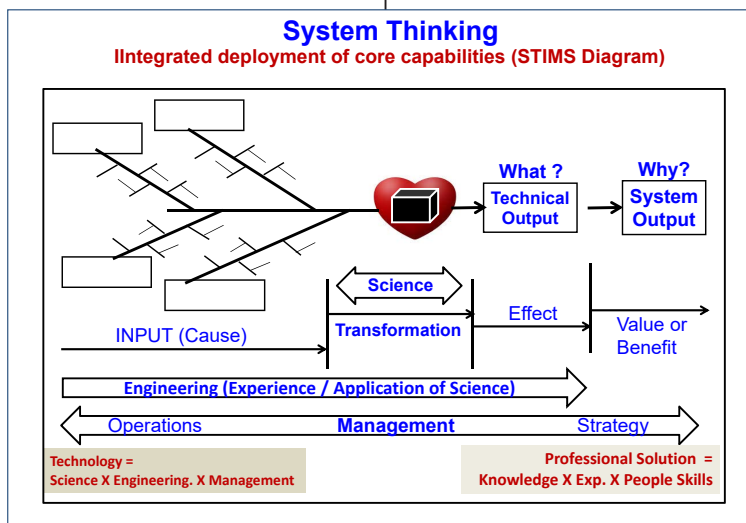 System Thinking
IIntegrated deployment of core capabilities (STIMS Diagram)
What ?
Why?
Technical
Output
System
Output
Science
INPUT (Cause)
Transformation
Effect
Value or
Benefit
Engineering (Experience / Application of Science)
Operations
Management
Strategy
Technology =
Science X Engineering. X Management
Professional Solution =
Knowledge X Exp. X People Skills